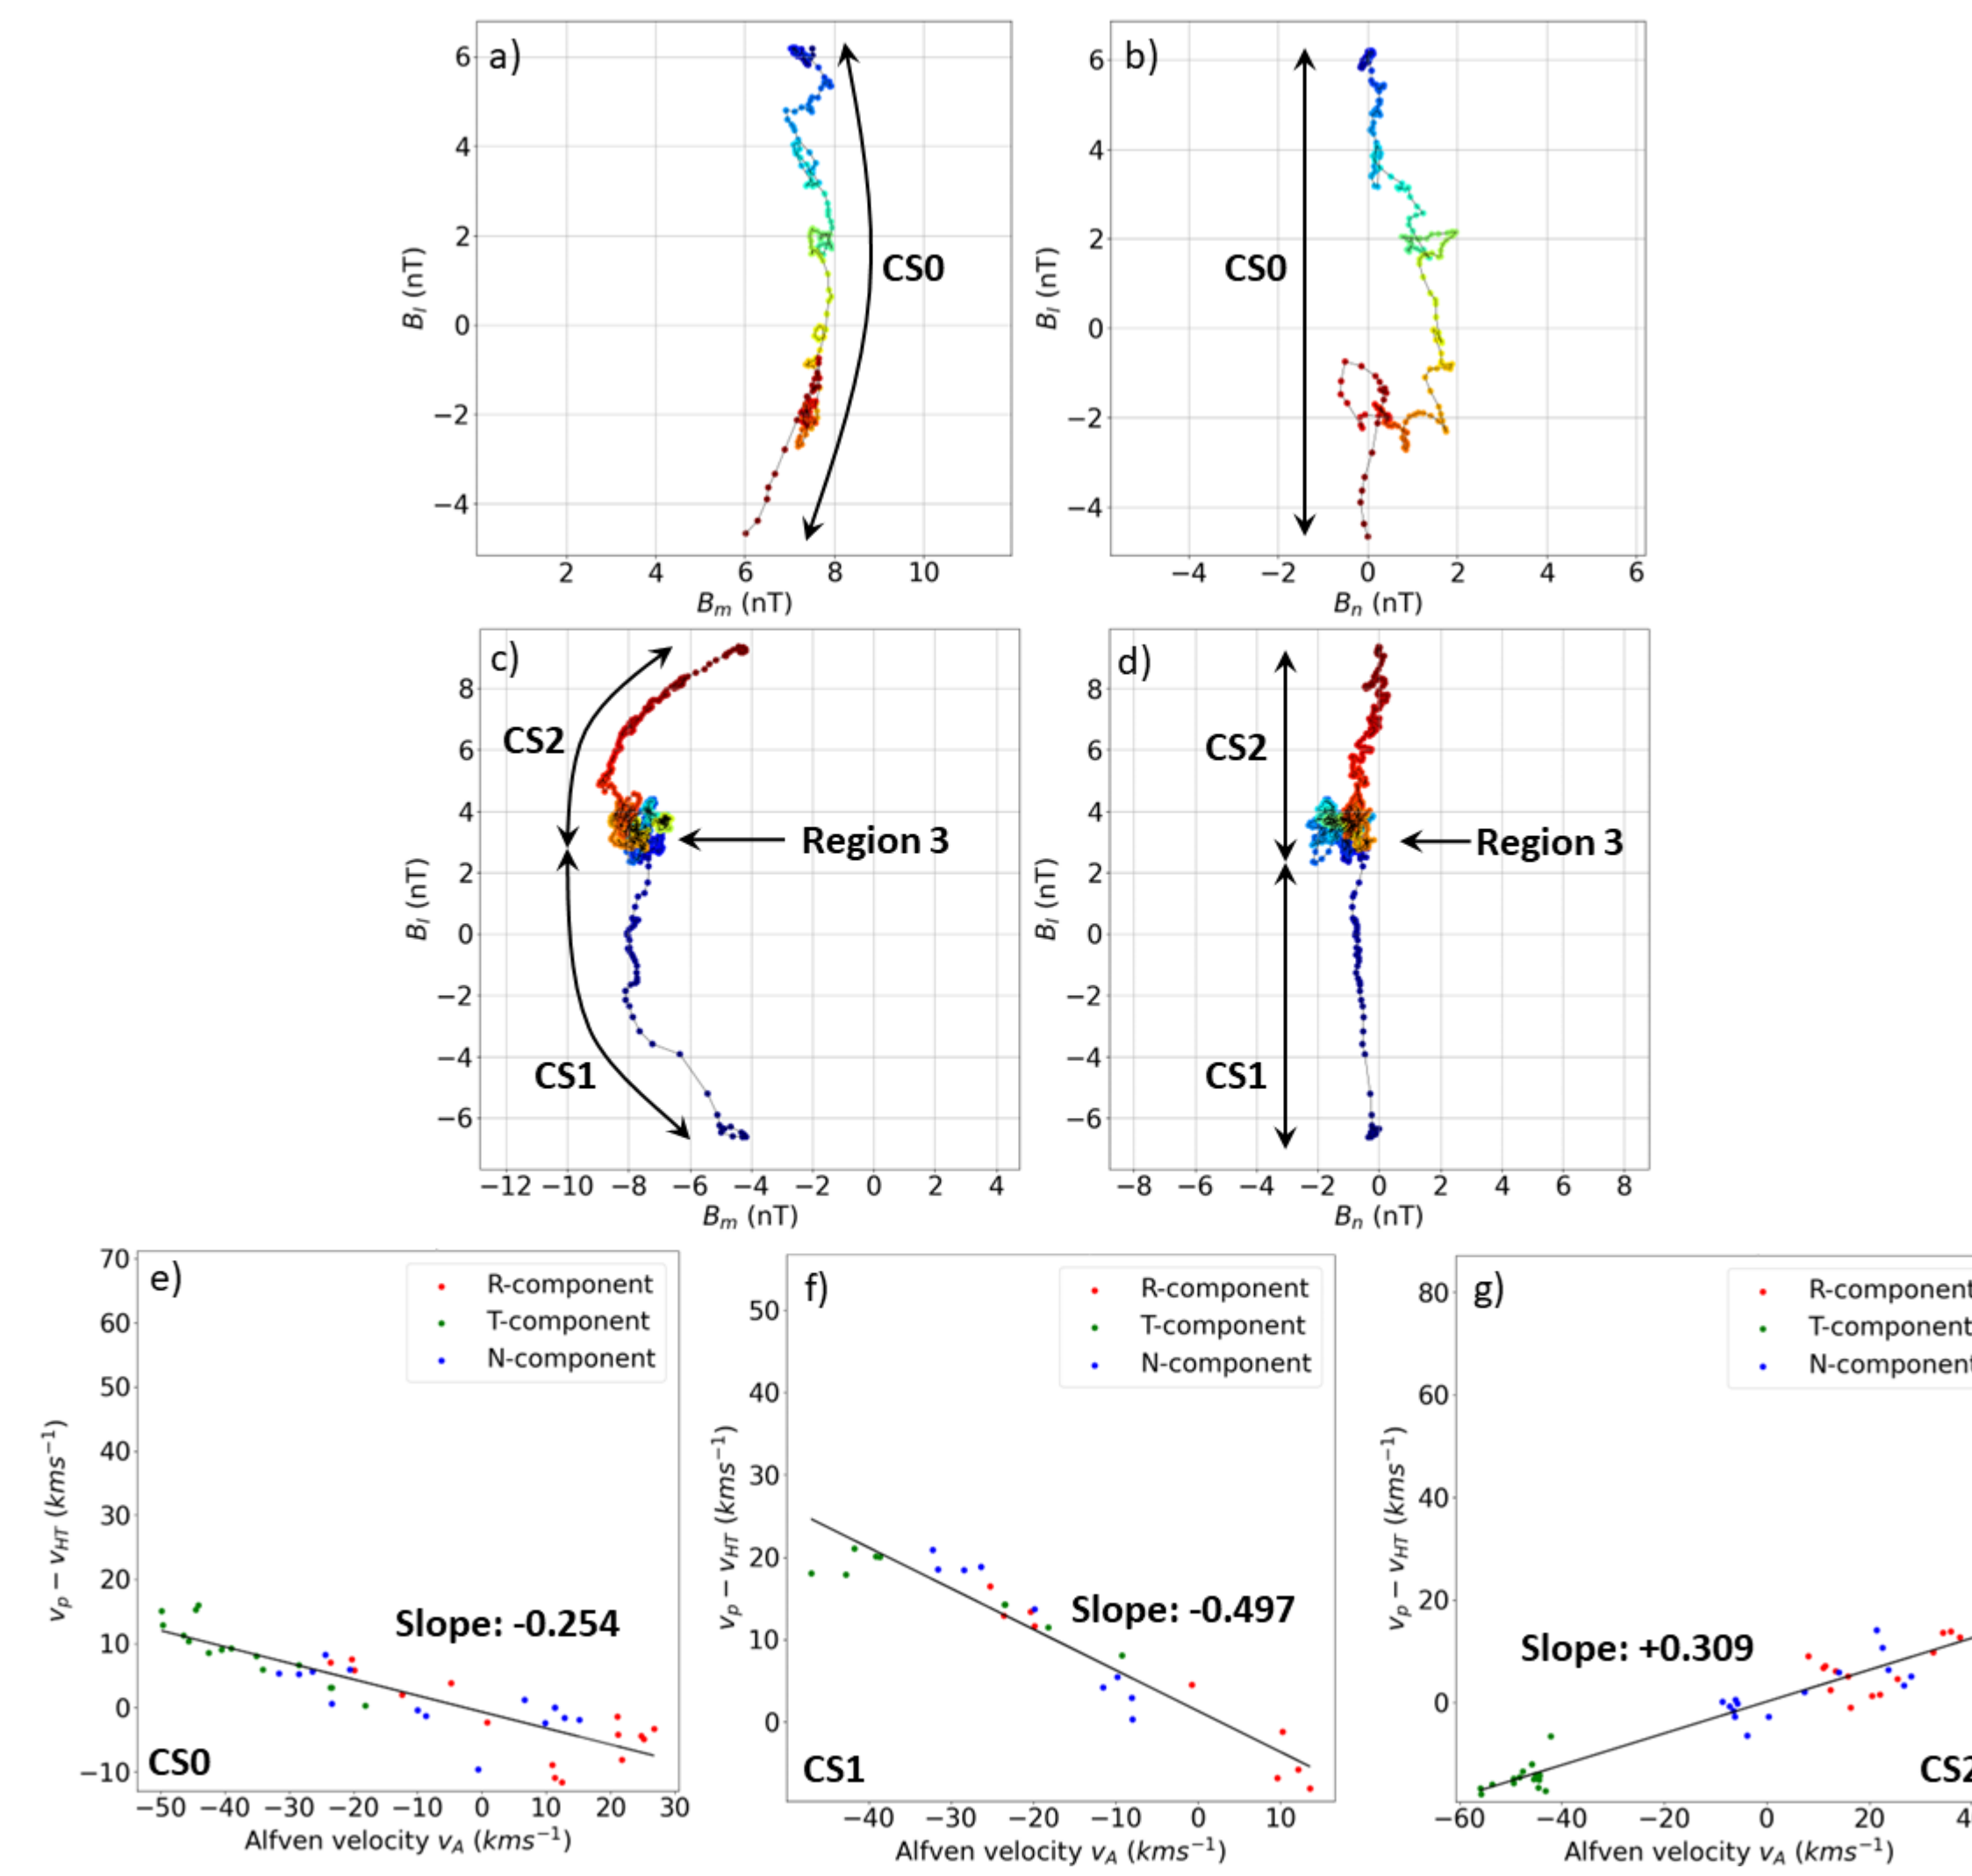 a)
6
4
2
0
−2
−4
B_l (nT)
CS0
2 4 6 8 10
B_m (nT)
b)
6
4
2
0
−2
−4
B_l (nT)
CS0
−4 −2 0 2 4 6
B_n (nT)
c)
8
6
4
2
0
−2
−4
−6
B_l (nT)
CS2
Region 3
CS1
−12 −10 −8 −6 −4 −2 0 2 4
B_m (nT)
d)
8
6
4
2
0
−2
−4
−6
B_l (nT)
CS2
Region 3
CS1
−8 −6 −4 −2 0 2 4 6 8
B_n (nT)
e)
R-component
T-component
N-component
70
60
50
40
30
20
10
0
−10
v_p − v_HT (kms⁻¹)
Slope: -0.254
CS0
−50 −40 −30 −20 −10 0 10 20 30
Alfven velocity v_A (kms⁻¹)
f)
R-component
T-component
N-component
50
40
30
20
10
0
v_p − v_HT (kms⁻¹)
Slope: -0.497
CS1
−40 −30 −20 −10 0 10
Alfven velocity v_A (kms⁻¹)
g)
R-component
T-component
N-component
80
60
40
20
0
v_p − v_HT (kms⁻¹)
Slope: +0.309
CS2
−60 −40 −20 0 20
Alfven velocity v_A (kms⁻¹)